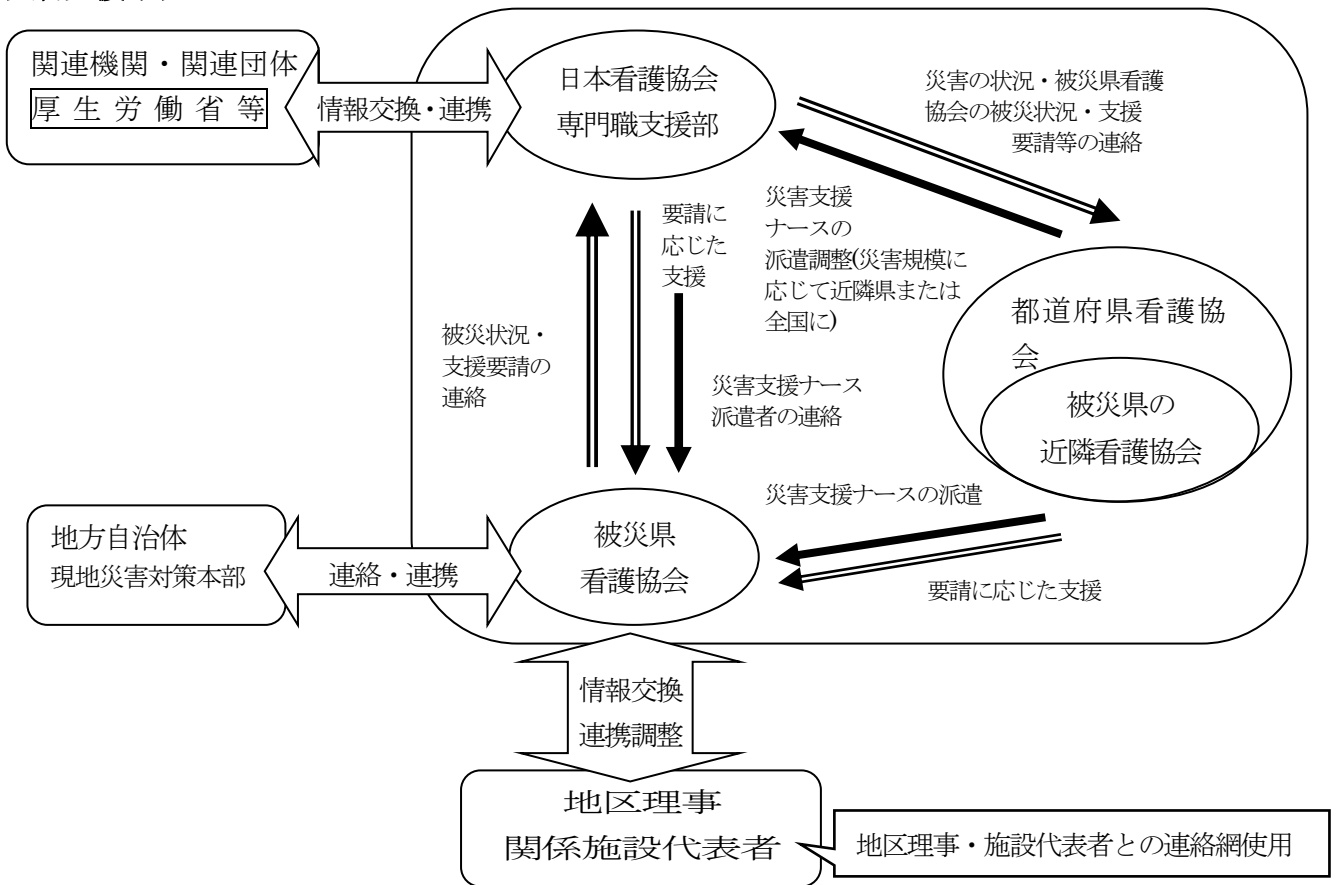 関連機関・関連団体
厚生労働省等
情報交換・連携
日本看護協会
専門職支援部
災害の状況・被災県看護
協会の被災状況・支援
要請等の連絡
災害支援
ナースの
派遣調整(災害規模に
応じて近隣県または
全国に)
要請に
応じた
支援
被災状況・
支援要請の
連絡
災害支援ナース
派遣者の連絡
都道府県看護協
会
被災県の
近隣看護協会
災害支援ナースの派遣
要請に応じた支援
地方自治体
現地災害対策本部
連絡・連携
被災県
看護協会
情報交換
連携調整
地区理事
関係施設代表者
地区理事・施設代表者との連絡網使用